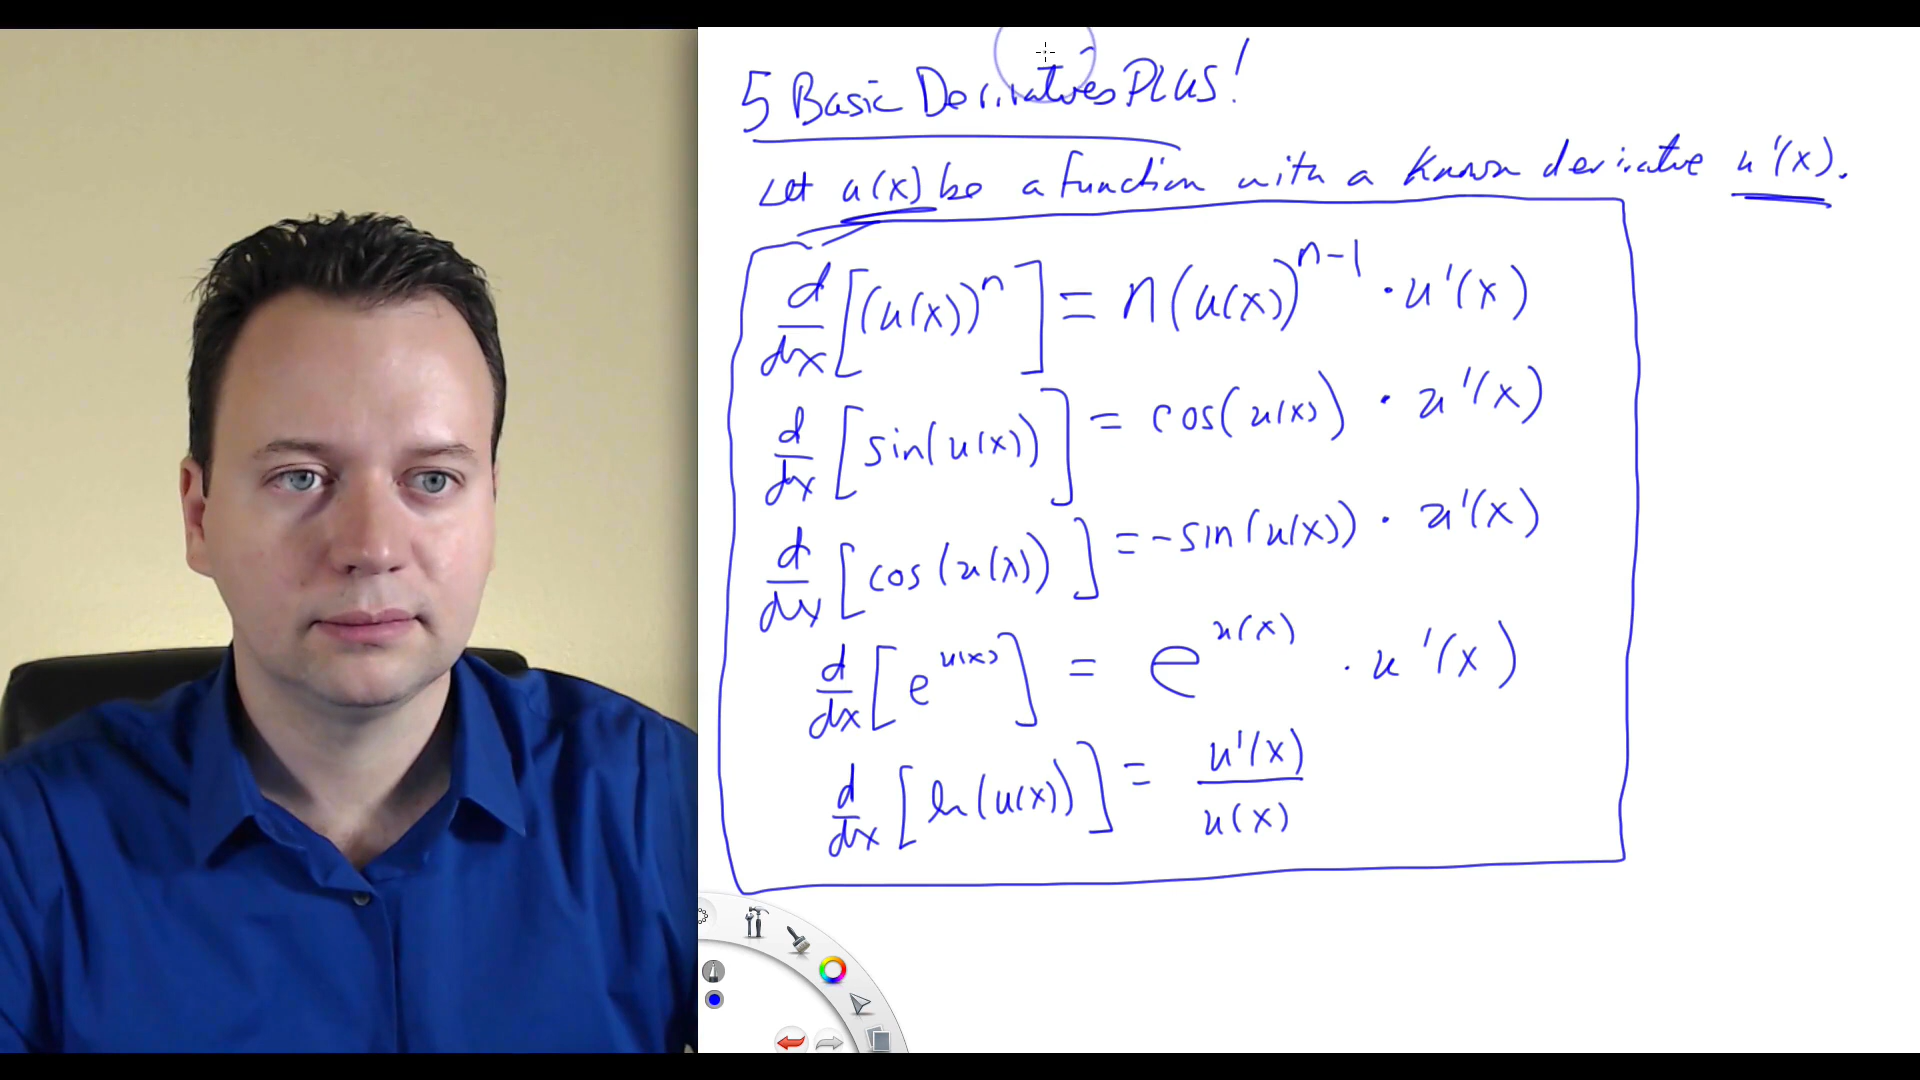 5 Basic Derivatives PLUS!
Let u(x) be a function with a known derivative u'(x).
d/dx [(u(x))^n] = n(u(x))^(n-1) · u'(x)
d/dx [sin(u(x))] = cos(u(x)) · u'(x)
d/dx [cos(u(x))] = -sin(u(x)) · u'(x)
d/dx [e^(u(x))] = e^(u(x)) · u'(x)
d/dx [ln(u(x))] = u'(x)/u(x)